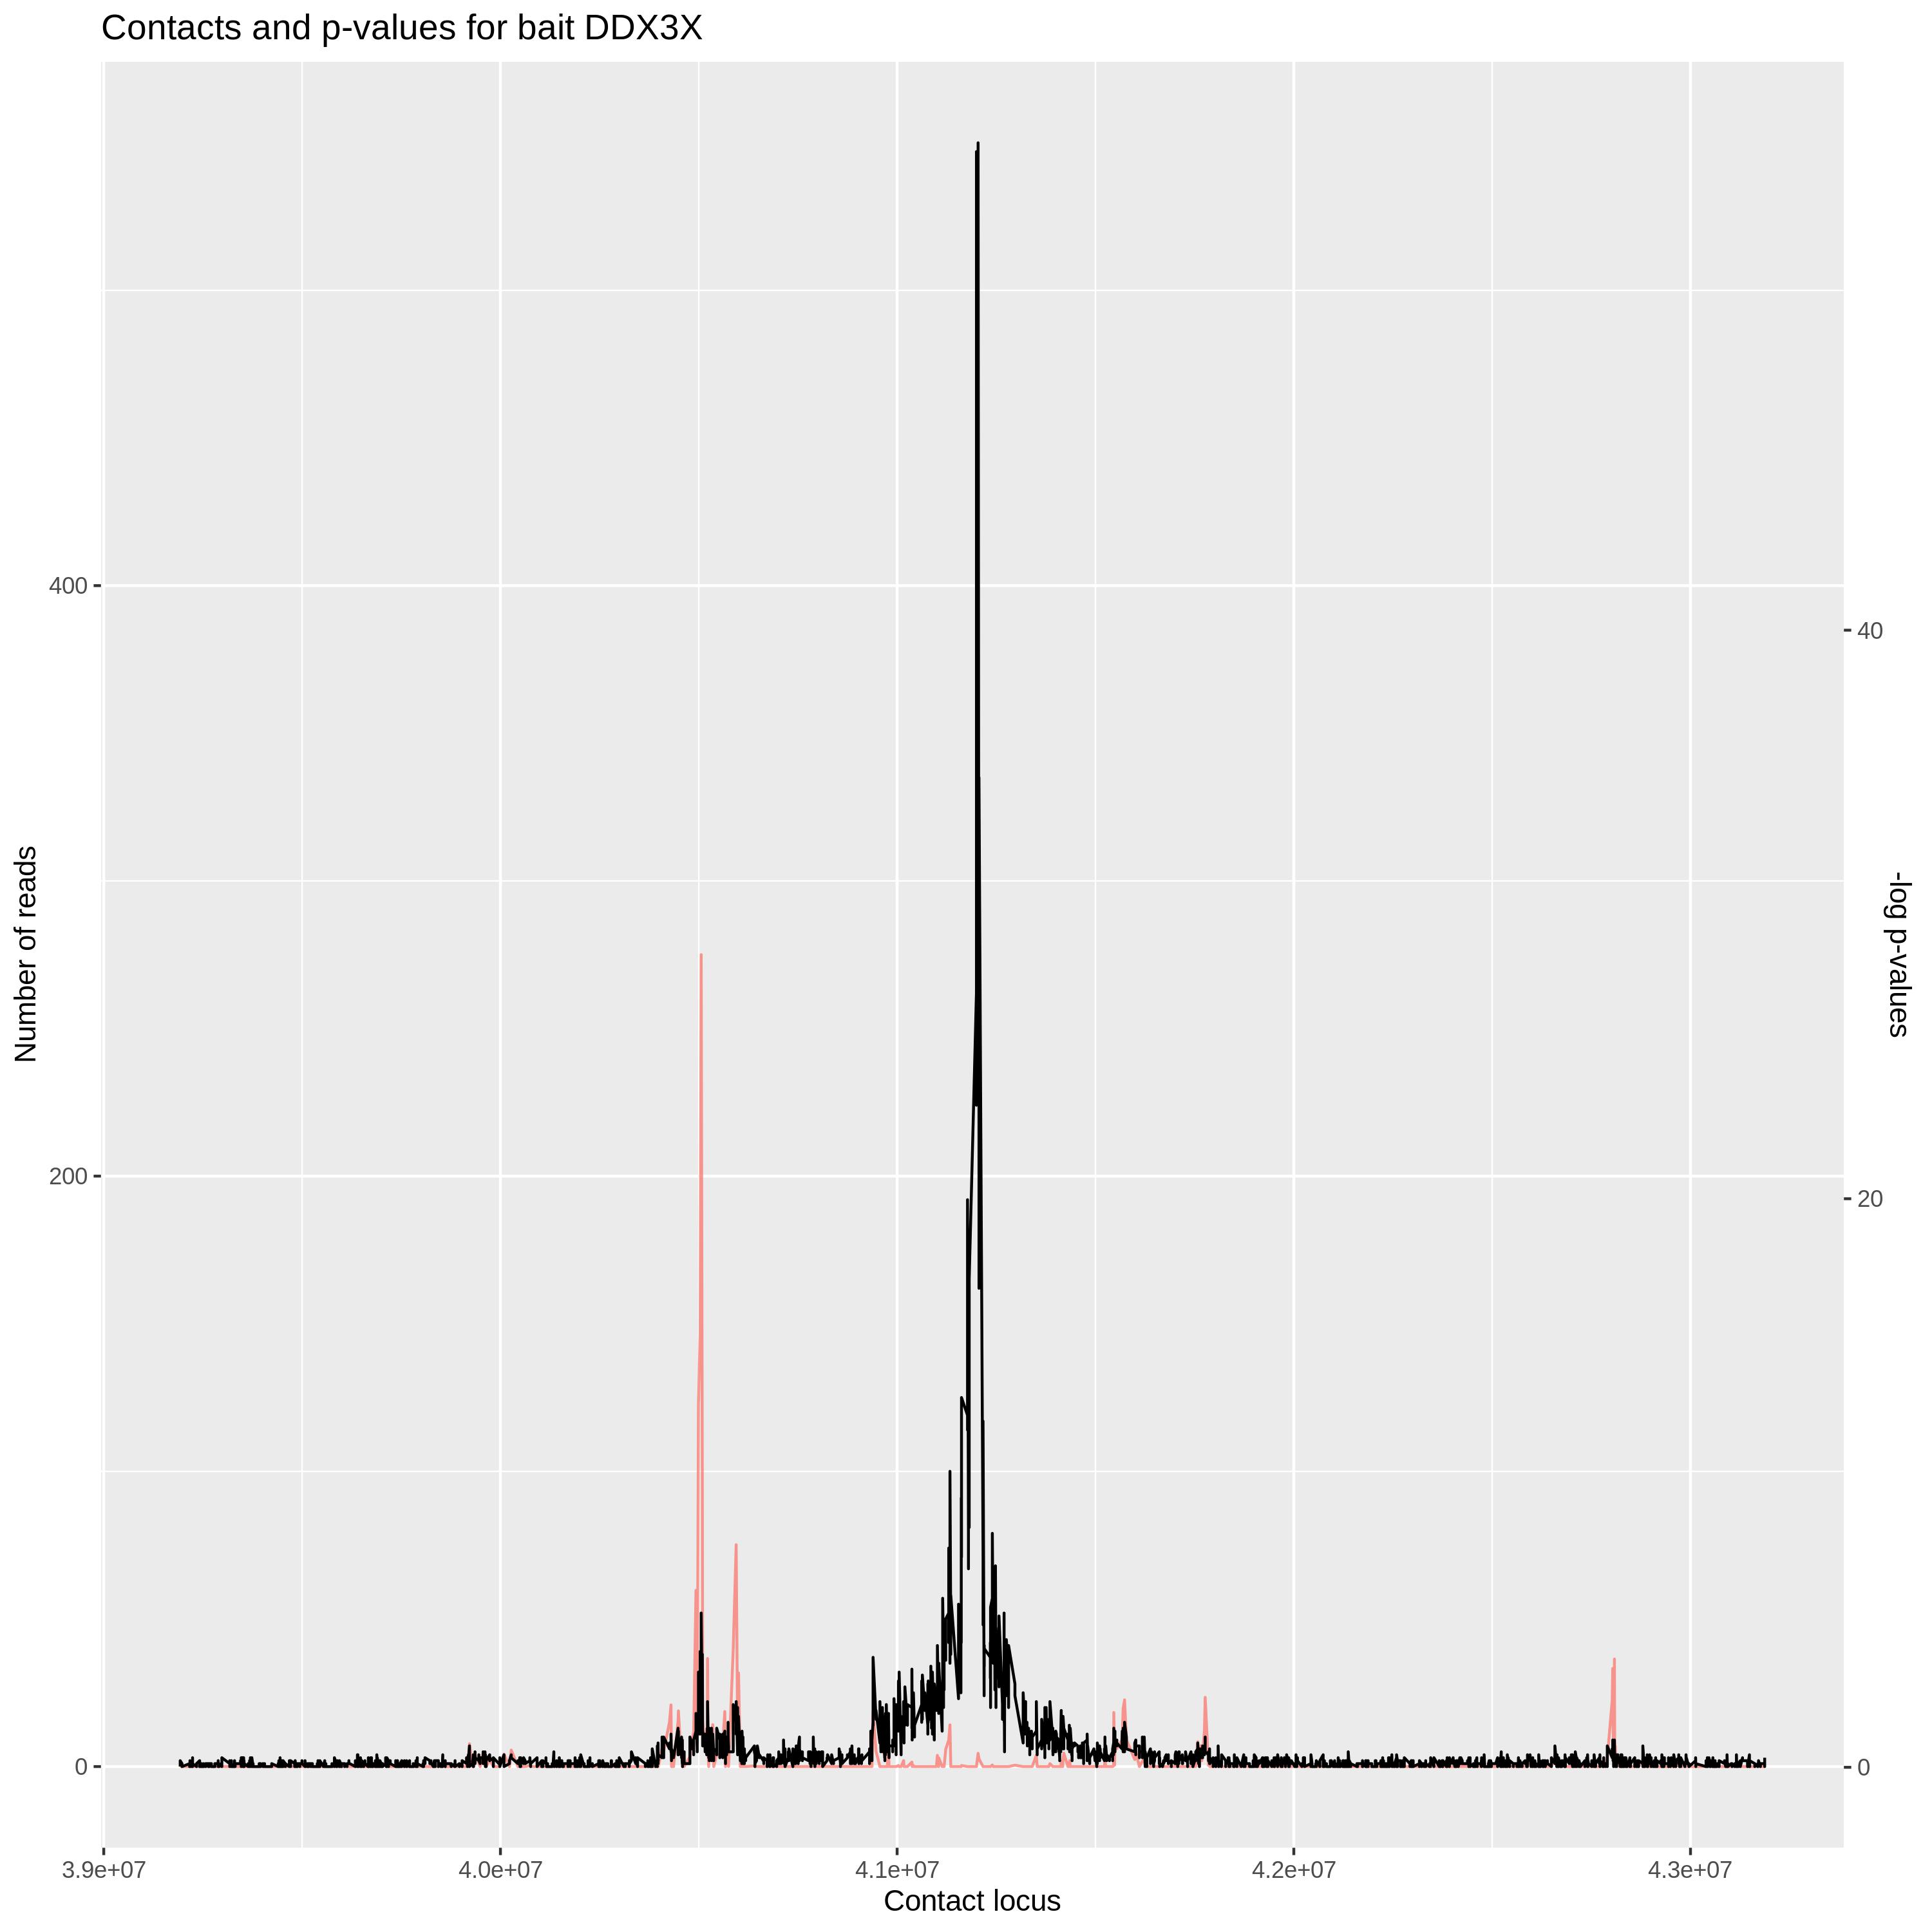 Contacts and p-values for bait DDX3X
400
200
0
Number of reads
40
20
0
-log p-values
3.9e+07
4.0e+07
4.1e+07
4.2e+07
4.3e+07
Contact locus